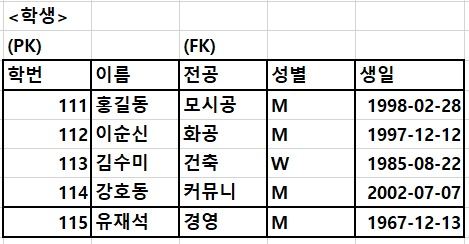 <학생>
(PK) (FK)
학번 이름 전공 성별 생일
111 홍길동 모시공 M 1998-02-28
112 이순신 화공 M 1997-12-12
113 김수미 건축 W 1985-08-22
114 강호동 커뮤니 M 2002-07-07
115 유재석 경영 M 1967-12-13